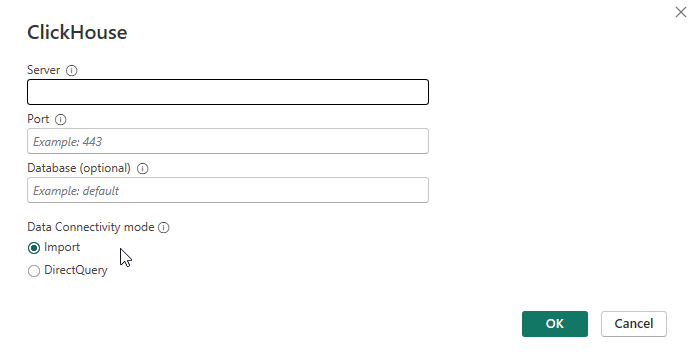 ClickHouse
Server
Port
Example: 443
Database (optional)
Example: default
Data Connectivity mode
Import
DirectQuery
OK Cancel